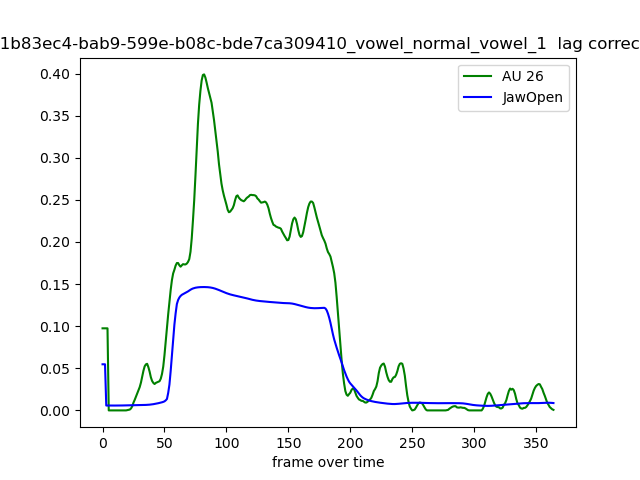 1b83ec4-bab9-599e-b08c-bde7ca309410_vowel_normal_vowel_1 lag correc
AU 26
JawOpen
0.40
0.35
0.30
0.25
0.20
0.15
0.10
0.05
0.00
0 50 100 150 200 250 300 350
frame over time